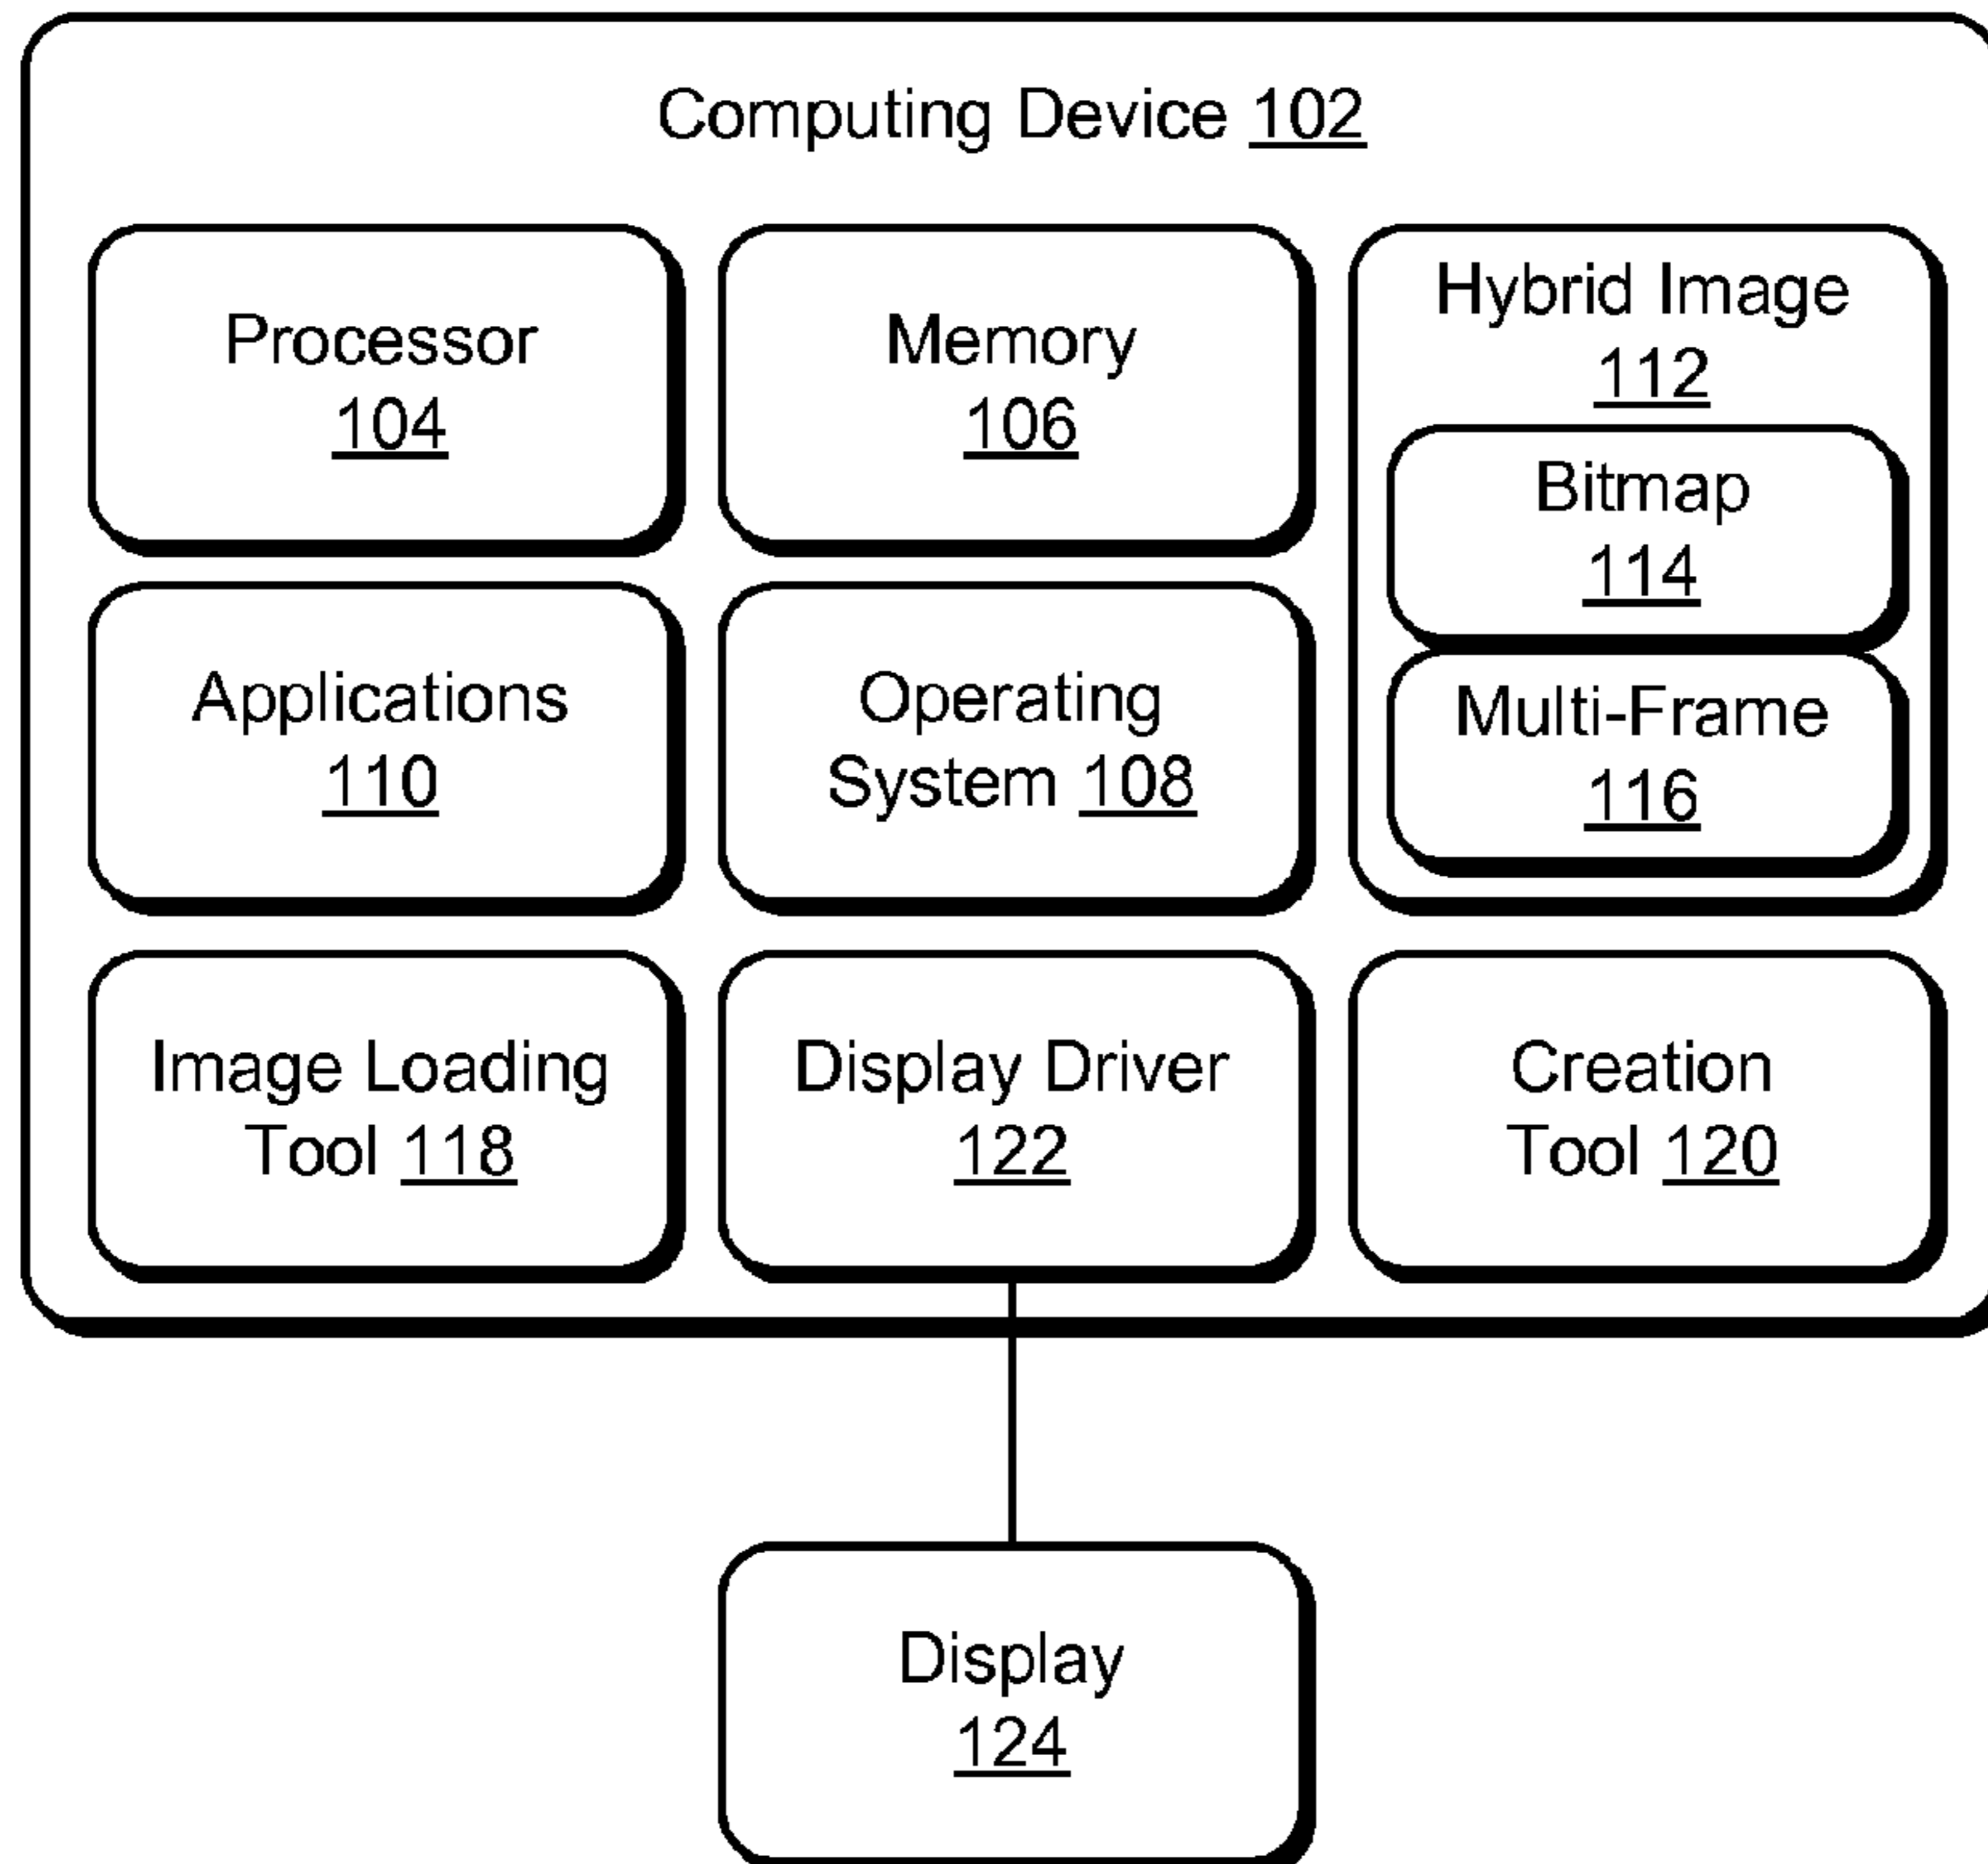 Computing Device 102
Processor
104
Memory
106
Hybrid Image
112
Bitmap
114
Multi-Frame
116
Applications
110
Operating
System 108
Image Loading
Tool 118
Display Driver
122
Creation
Tool 120
Display
124